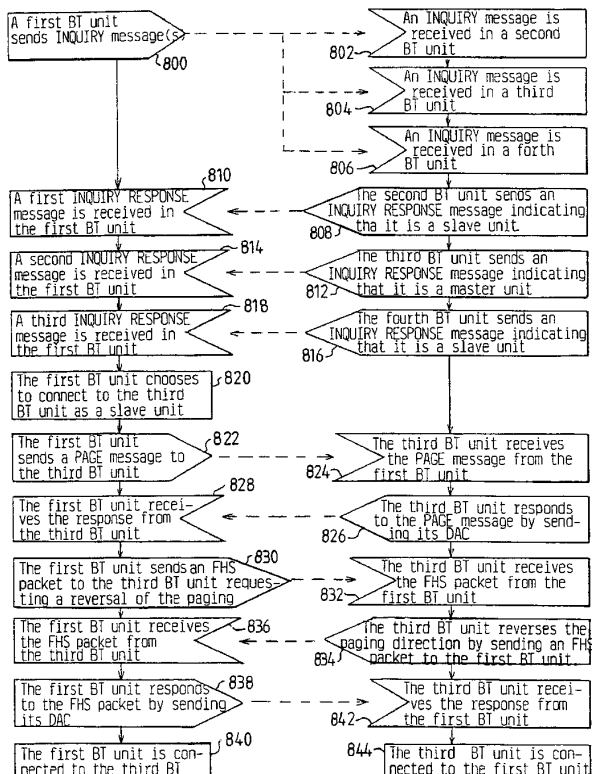 A first BT unit
sends INQUIRY message(s)
800
An INQUIRY message is
received in a second
BT unit
802
An INQUIRY message is
received in a third
BT unit
804
An INQUIRY message is
received in a forth
BT unit
806
810
A first INQUIRY RESPONSE
message is received in
the first BT unit
The second BT unit sends an
INQUIRY RESPONSE message indicating
that it is a slave unit
808
814
A second INQUIRY RESPONSE
message is received in
the first BT unit
The third BT unit sends an
INQUIRY RESPONSE message indicating
that it is a master unit
812
818
A third INQUIRY RESPONSE
message is received in
the first BT unit
The fourth BT unit sends an
INQUIRY RESPONSE message indicating
that it is a slave unit
816
The first BT unit chooses
to connect to the third
BT unit as a slave unit
820
The first BT unit
sends a PAGE message to
the third BT unit
822
The third BT unit receives
the PAGE message from the
first BT unit
824
828
The first BT unit recei-
ves the response from
the third BT unit
The third BT unit responds
to the PAGE message by send-
ing its DAC
826
830
The first BT unit sends an FHS
packet to the third BT unit reques-
ting a reversal of the paging
The third BT unit receives
the FHS packet from the
first BT unit
832
836
The first BT unit receives
the FHS packet from
the third BT unit
The third BT unit reverses the
paging direction by sending an FHS
packet to the first BT unit.
834
838
The first BT unit responds
to the FHS packet by sending
its DAC
The third BT unit recei-
ves the response from
the first BT unit
842
840
The first BT unit is con-
nected to the third BT
844
The third BT unit is con-
nected to the first BT unit